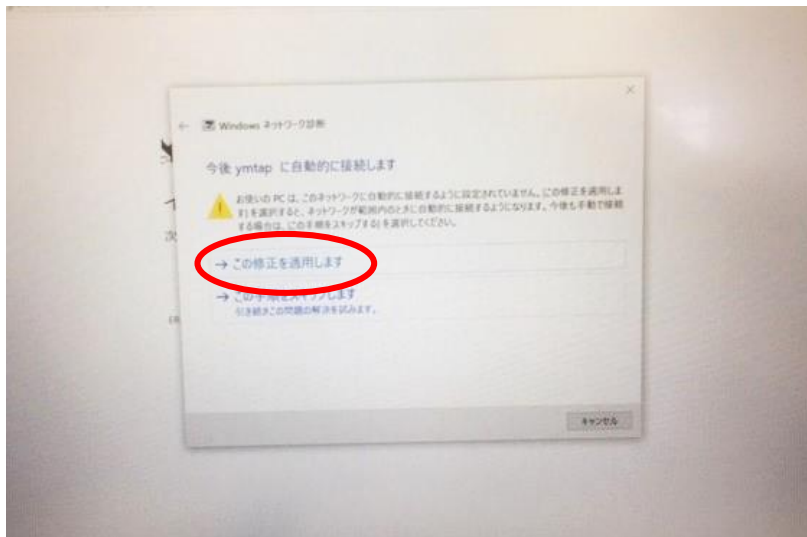 Windows ネットワーク診断
今後 ymtap に自動的に接続します
お使いの PC は、このネットワークに自動的に接続するように設定されていません。[この修正を適用しま
す] を選択すると、ネットワークが範囲内のときに自動的に接続するようになります。今後も手動で接続
する場合は、[この手順をスキップする] を選択してください。
→ この修正を適用します
→ この手順をスキップします
引き続きこの問題の解決を試みます。
キャンセル